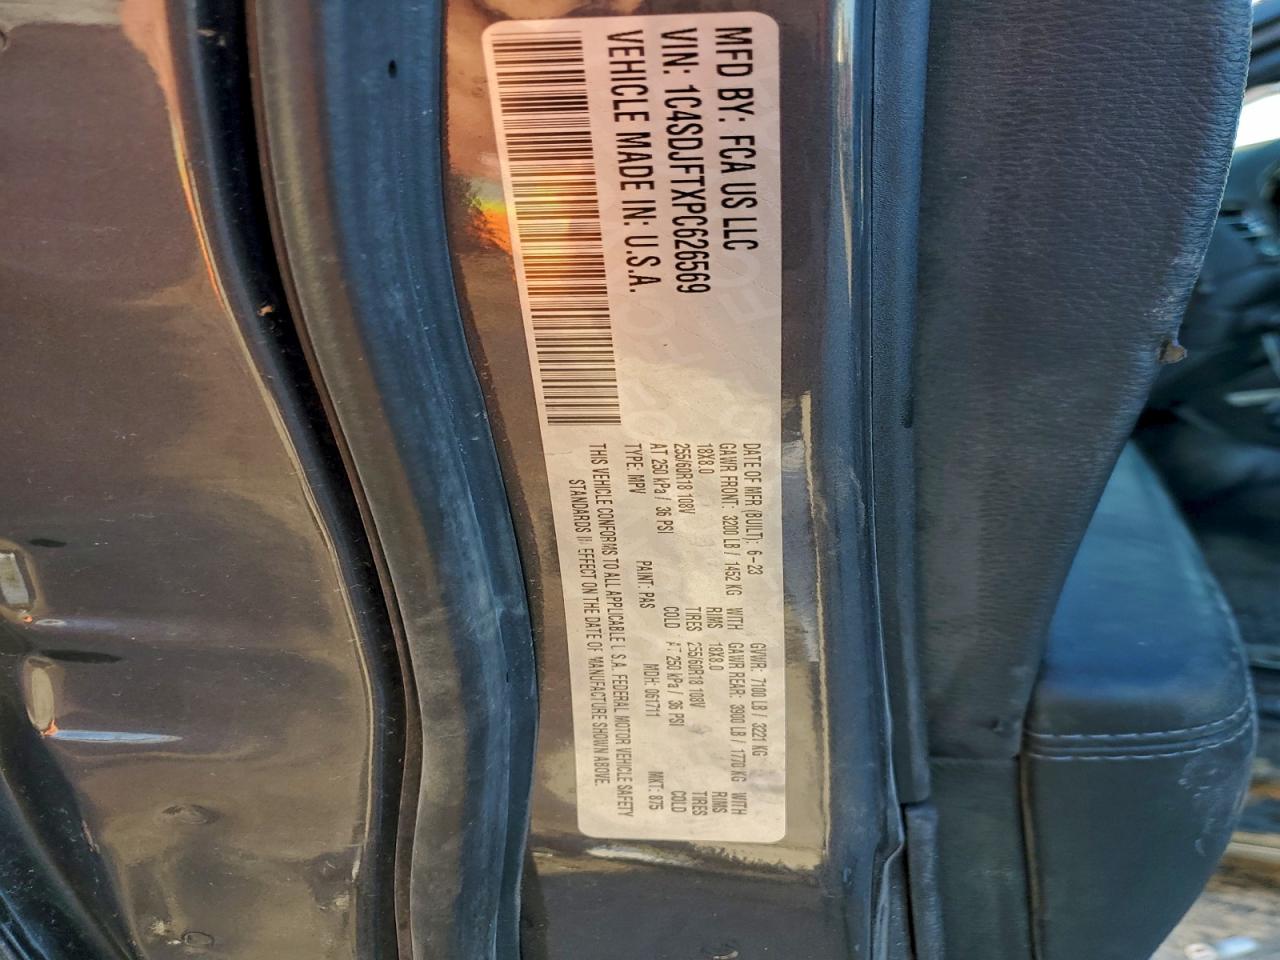 MFD BY: FCA US LLC
VIN: 1C4SDJFTXPC626569
VEHICLE MADE IN: U.S.A.
DATE OF MFR (BUILT): 6-23 GVWR: 7100 LB / 3221 KG
GAWR FRONT: 3200 LB / 1452 KG WITH GAWR REAR: 3900 LB / 1770 KG WITH
18X8.0 RIMS 18X8.0 RIMS
255/60R18 108V TIRES 255/60R18 108V TIRES
AT 250 kPa / 36 PSI COLD AT 250 kPa / 36 PSI COLD
TYPE: MPV PAINT: PAS MDH: 061711 MKT: 875
THIS VEHICLE CONFORMS TO ALL APPLICABLE U.S.A. FEDERAL MOTOR VEHICLE SAFETY
STANDARDS IN EFFECT ON THE DATE OF MANUFACTURE SHOWN ABOVE.